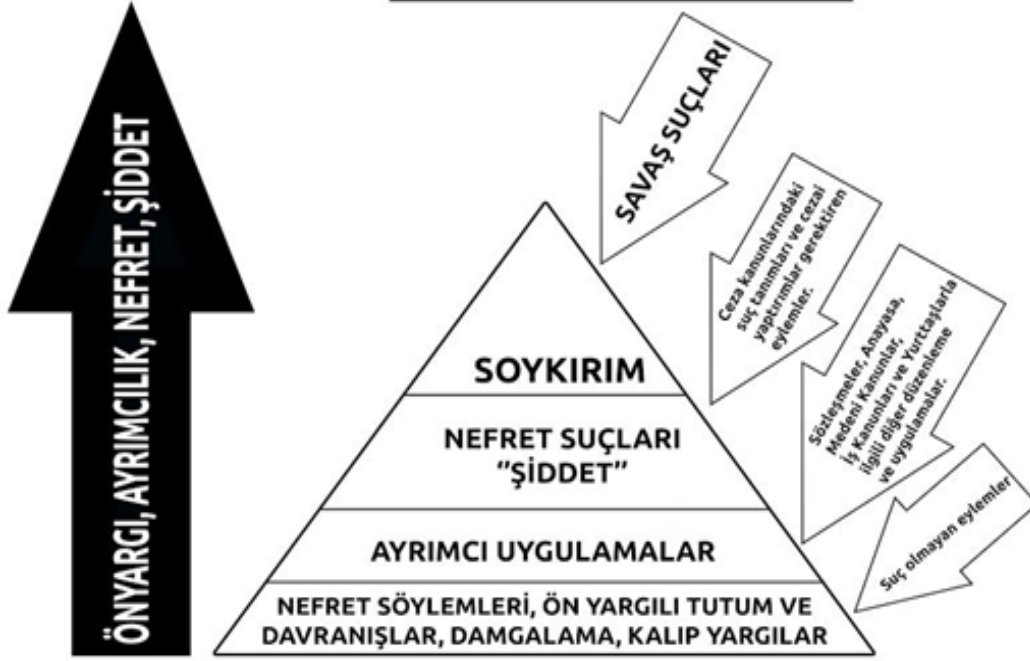 ÖNYARGI, AYRIMCILIK, NEFRET, ŞİDDET
SAVAŞ SUÇLARI
Ceza kanunlarındaki
suç tanımları ve cezai
yaptırımlar gerektiren
eylemler.
Sözleşmeler, Anayasa,
Medeni Kanunlar,
İş Kanunları ve Yurttaşlarla
ilgili diğer düzenleme
ve uygulamalar.
Suç olmayan eylemler
SOYKIRIM
NEFRET SUÇLARI
‘’ŞİDDET’’
AYRIMCI UYGULAMALAR
NEFRET SÖYLEMLERİ, ÖN YARGILI TUTUM VE
DAVRANIŞLAR, DAMGALAMA, KALIP YARGILAR